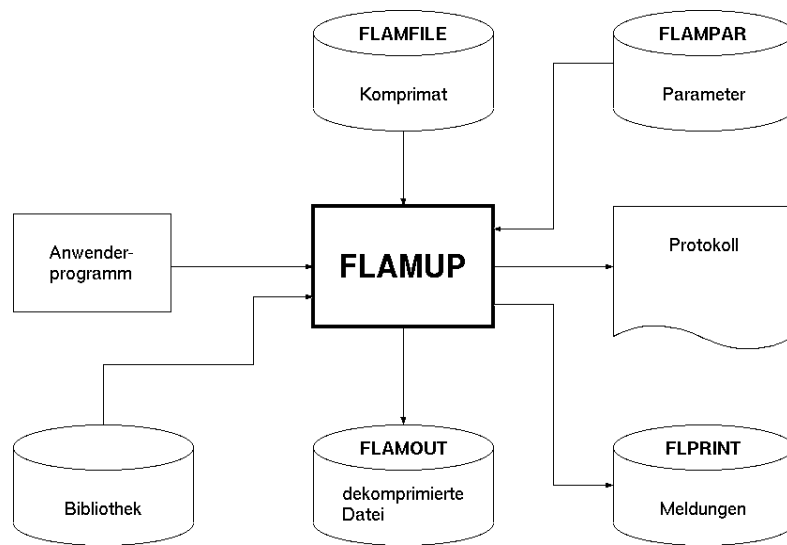 FLAMFILE
Komprimat
FLAMPAR
Parameter
Anwender-
programm
FLAMUP
Protokoll
Bibliothek
FLAMOUT
dekomprimierte
Datei
FLPRINT
Meldungen